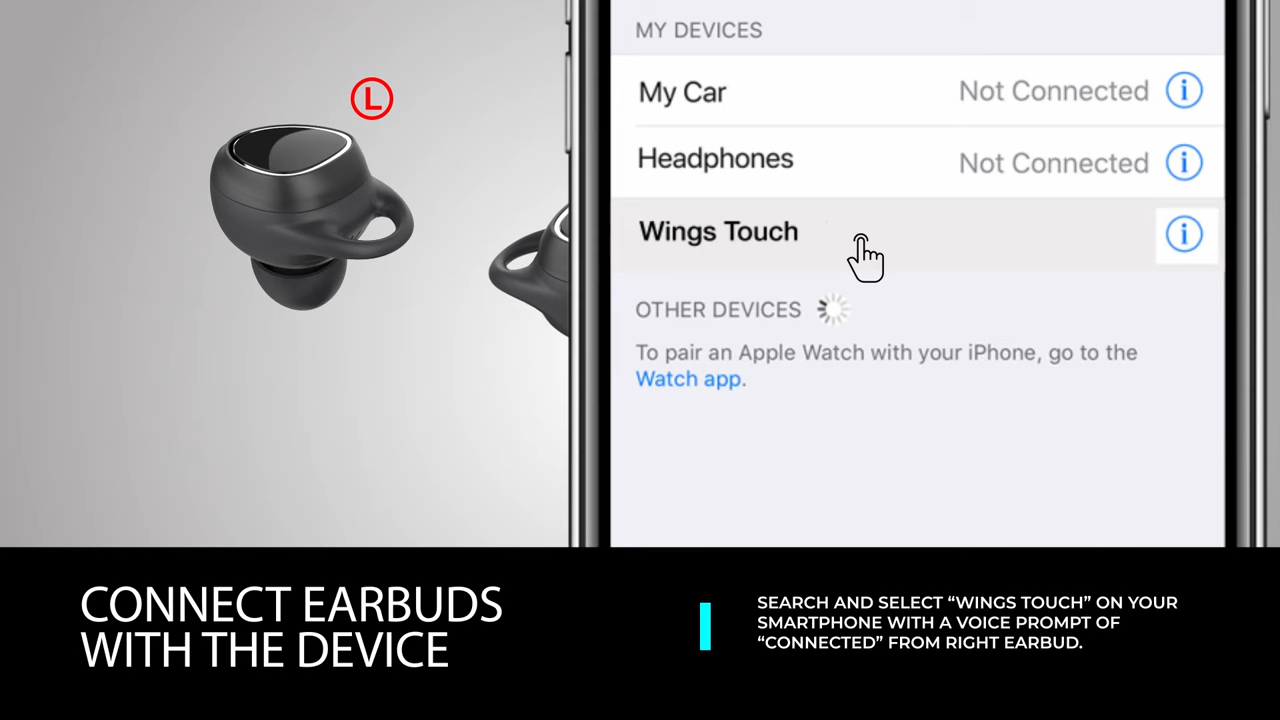 L
MY DEVICES
My Car Not Connected i
Headphones Not Connected i
Wings Touch i
OTHER DEVICES
To pair an Apple Watch with your iPhone, go to the
Watch app.
CONNECT EARBUDS
WITH THE DEVICE
SEARCH AND SELECT “WINGS TOUCH” ON YOUR
SMARTPHONE WITH A VOICE PROMPT OF
“CONNECTED” FROM RIGHT EARBUD.